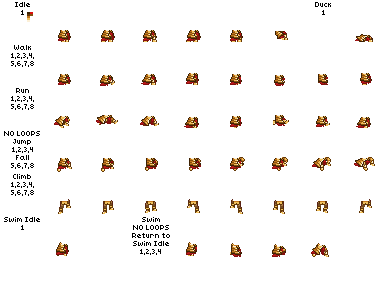 Idle
1
Duck
1
Walk
1,2,3,4,
5,6,7,8
Run
1,2,3,4,
5,6,7,8
NO LOOPS
Jump
1,2,3,4
Fall
5,6,7,8
Climb
1,2,3,4,
5,6,7,8
Swim Idle
1
Swim
NO LOOPS
Return to
Swim Idle
1,2,3,4